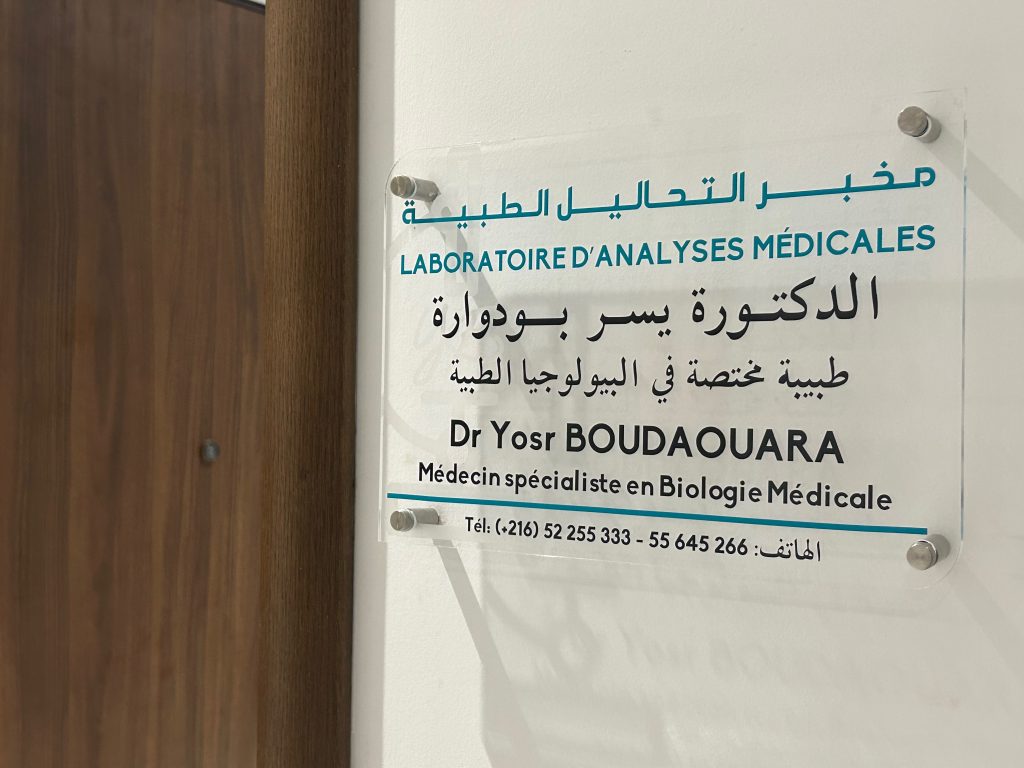 مخبر التحاليل الطبية
LABORATOIRE D'ANALYSES MÉDICALES
الدكتورة يسر بودوارة
طبيبة مختصة في البيولوجيا الطبية
Dr Yosr BOUDAOUARA
Médecin spécialiste en Biologie Médicale
Tél: (+216) 52 255 333 - 55 645 266 :الهاتف